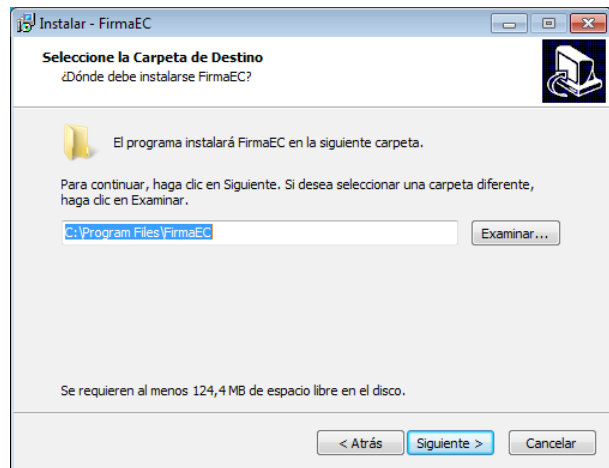 Instalar - FirmaEC
Seleccione la Carpeta de Destino
¿Dónde debe instalarse FirmaEC?
El programa instalará FirmaEC en la siguiente carpeta.
Para continuar, haga clic en Siguiente. Si desea seleccionar una carpeta diferente,
haga clic en Examinar.
C:\Program Files\FirmaEC
Examinar...
Se requieren al menos 124,4 MB de espacio libre en el disco.
< Atrás
Siguiente >
Cancelar